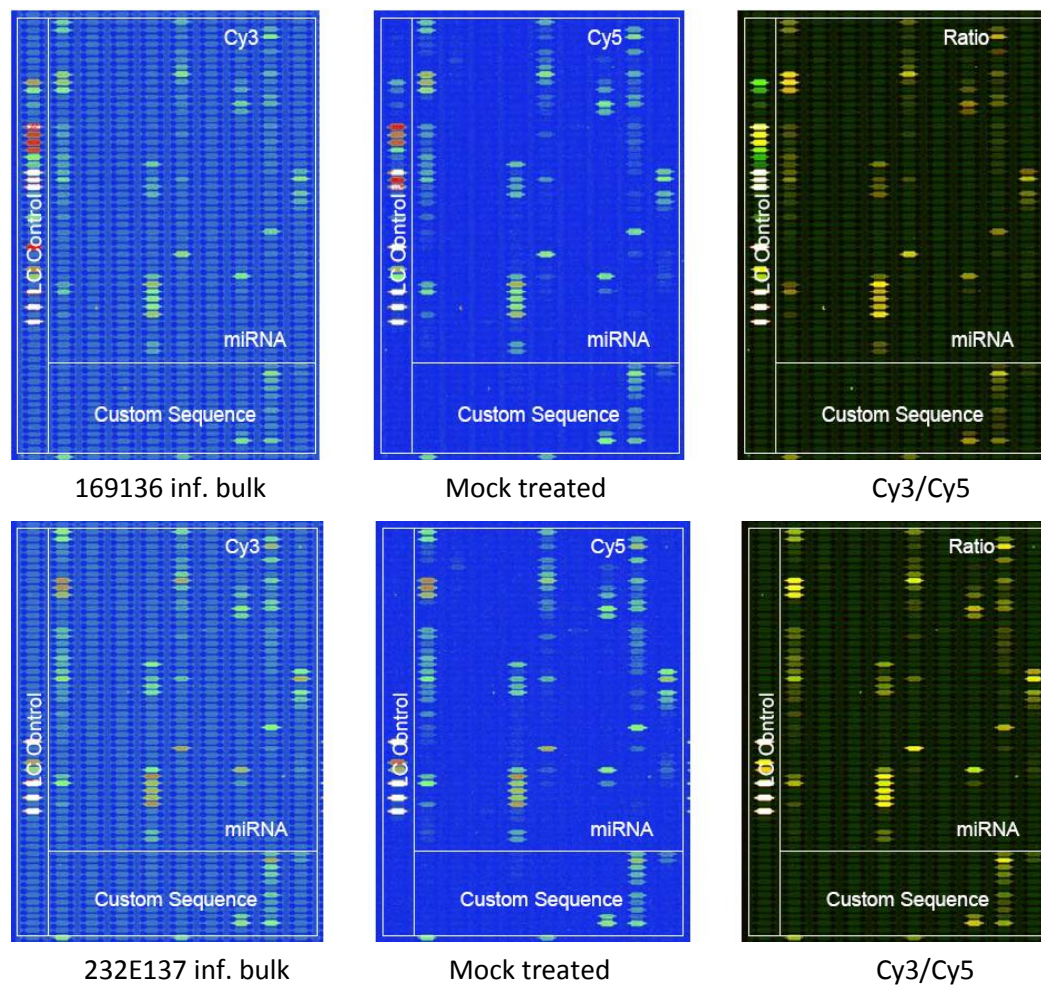 Cy3
LC Control
miRNA
Custom Sequence
Cy5
LC Control
miRNA
Custom Sequence
Ratio
LC Control
miRNA
Custom Sequence
169136 inf. bulk
Mock treated
Cy3/Cy5
Cy3
LC Control
miRNA
Custom Sequence
Cy5
LC Control
miRNA
Custom Sequence
Ratio
LC Control
miRNA
Custom Sequence
232E137 inf. bulk
Mock treated
Cy3/Cy5